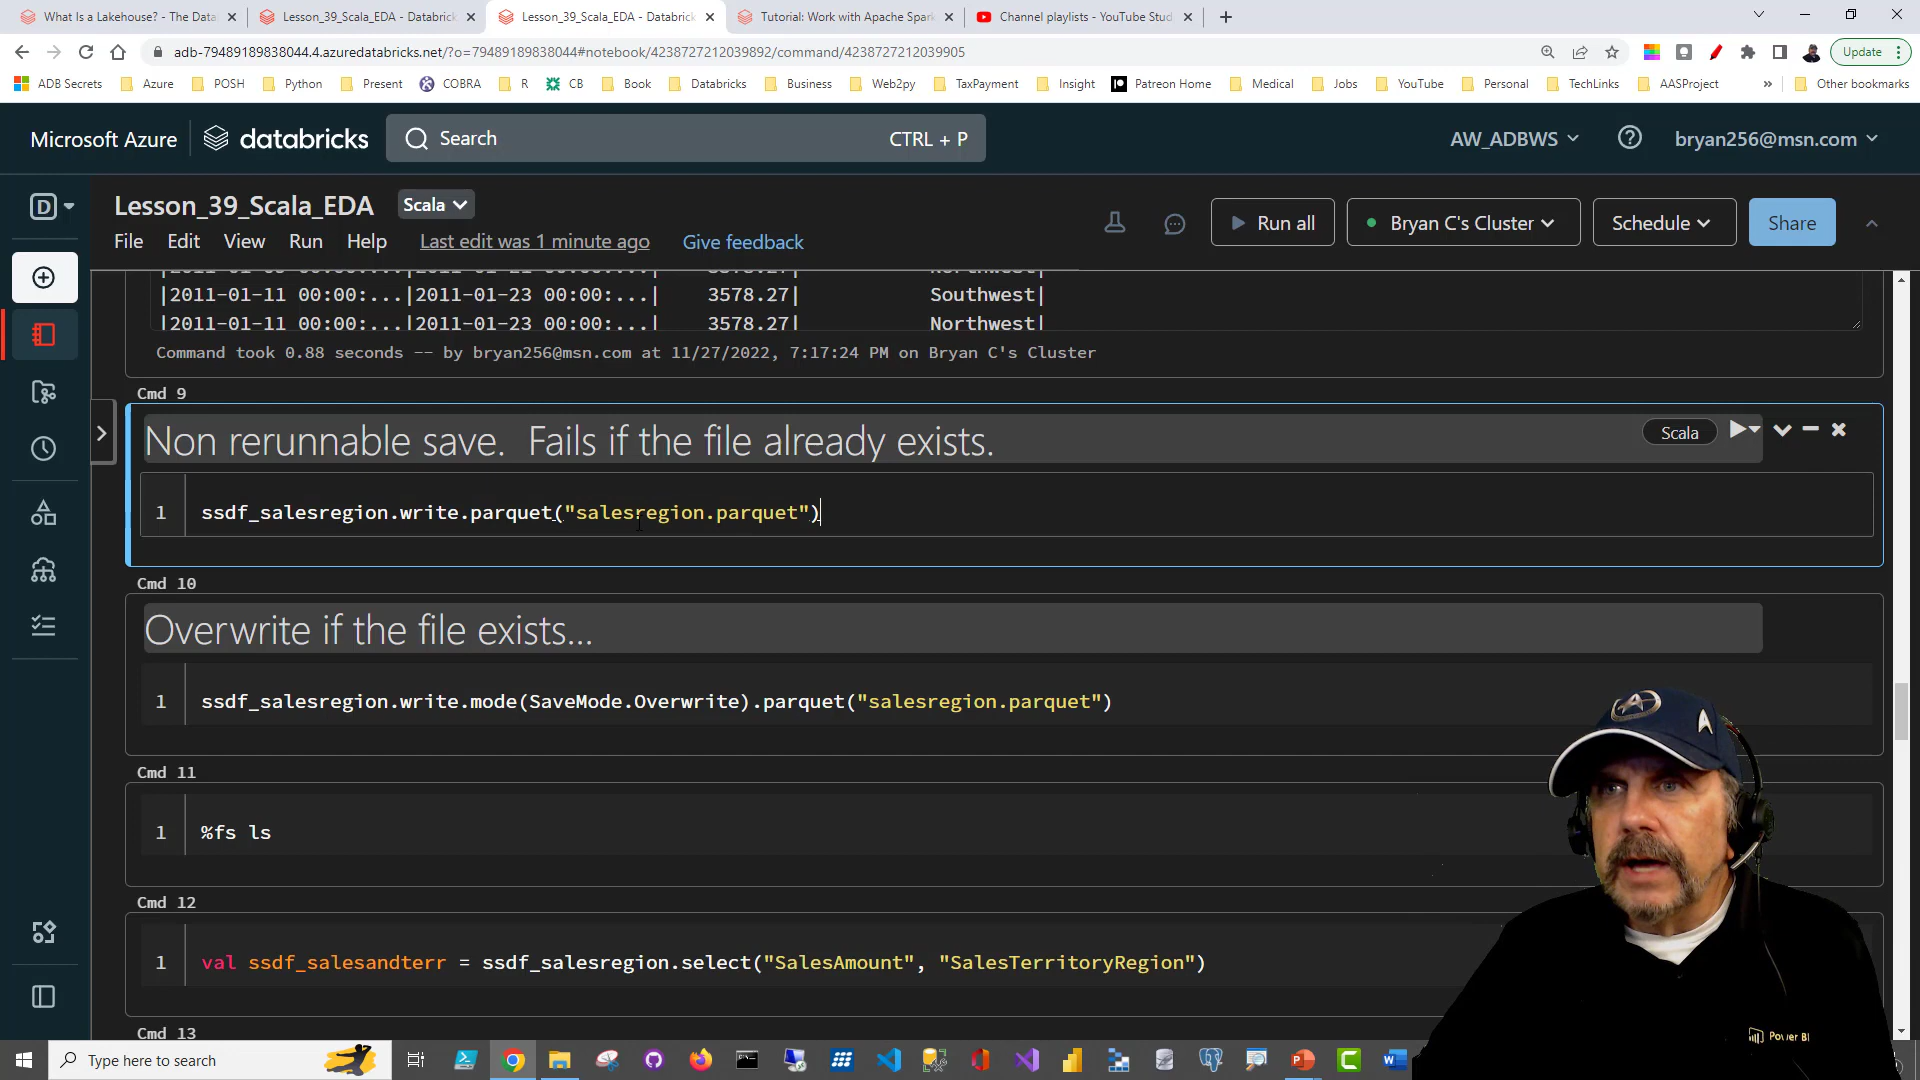 What Is a Lakehouse? - The Data
Lesson_39_Scala_EDA - Databrick
Lesson_39_Scala_EDA - Databrick
Tutorial: Work with Apache Spark
Channel playlists - YouTube Stud
adb-79489189838044.4.azuredatabricks.net/?o=79489189838044#notebook/4238727212039892/command/4238727212039905
Update
ADB Secrets Azure POSH Python Present COBRA R CB Book Databricks Business Web2py TaxPayment Insight Patreon Home Medical Jobs YouTube Personal TechLinks AASProject » Other bookmarks
Microsoft Azure databricks Search CTRL + P AW_ADBWS bryan256@msn.com
D
Lesson_39_Scala_EDA Scala
File Edit View Run Help Last edit was 1 minute ago Give feedback
Run all Bryan C's Cluster Schedule Share
|2011-01-11 00:00:...|2011-01-23 00:00:...| 3578.27| Southwest|
|2011-01-11 00:00:...|2011-01-23 00:00:...| 3578.27| Northwest|
Command took 0.88 seconds -- by bryan256@msn.com at 11/27/2022, 7:17:24 PM on Bryan C's Cluster
Cmd 9
Non rerunnable save. Fails if the file already exists.
Scala
1 ssdf_salesregion.write.parquet("salesregion.parquet")
Cmd 10
Overwrite if the file exists...
1 ssdf_salesregion.write.mode(SaveMode.Overwrite).parquet("salesregion.parquet")
Cmd 11
1 %fs ls
Cmd 12
1 val ssdf_salesandterr = ssdf_salesregion.select("SalesAmount", "SalesTerritoryRegion")
Cmd 13
Power BI
Type here to search